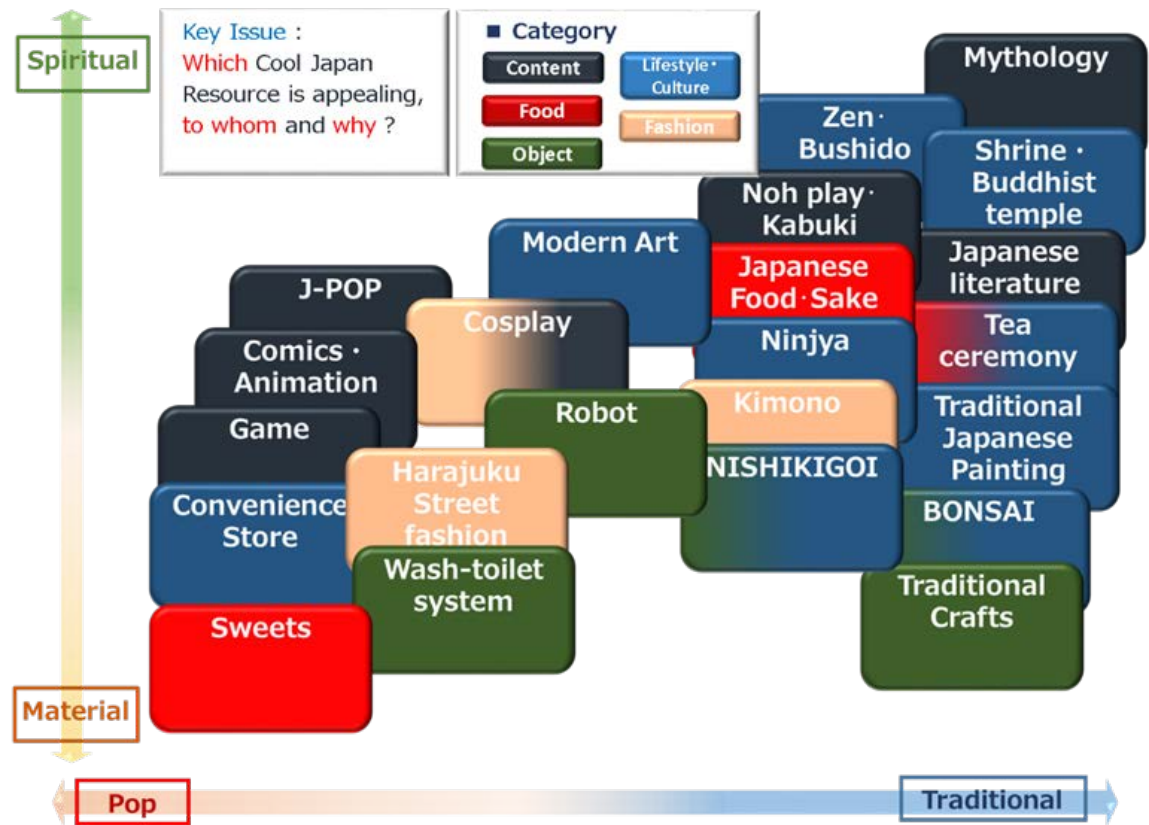 Spiritual
Key Issue :
Which Cool Japan
Resource is appealing,
to whom and why ?
■ Category
Content
Food
Object
Lifestyle・
Culture
Fashion
Mythology
Zen・
Bushido
Shrine・
Buddhist
temple
Noh play・
Kabuki
Modern Art
Japanese
literature
Japanese
Food・Sake
J-POP
Cosplay
Tea
ceremony
Ninjya
Comics・
Animation
Kimono
Robot
Traditional
Japanese
Painting
Game
NISHIKIGOI
Harajuku
Street
fashion
Convenience
Store
BONSAI
Wash-toilet
system
Traditional
Crafts
Sweets
Material
Pop
Traditional